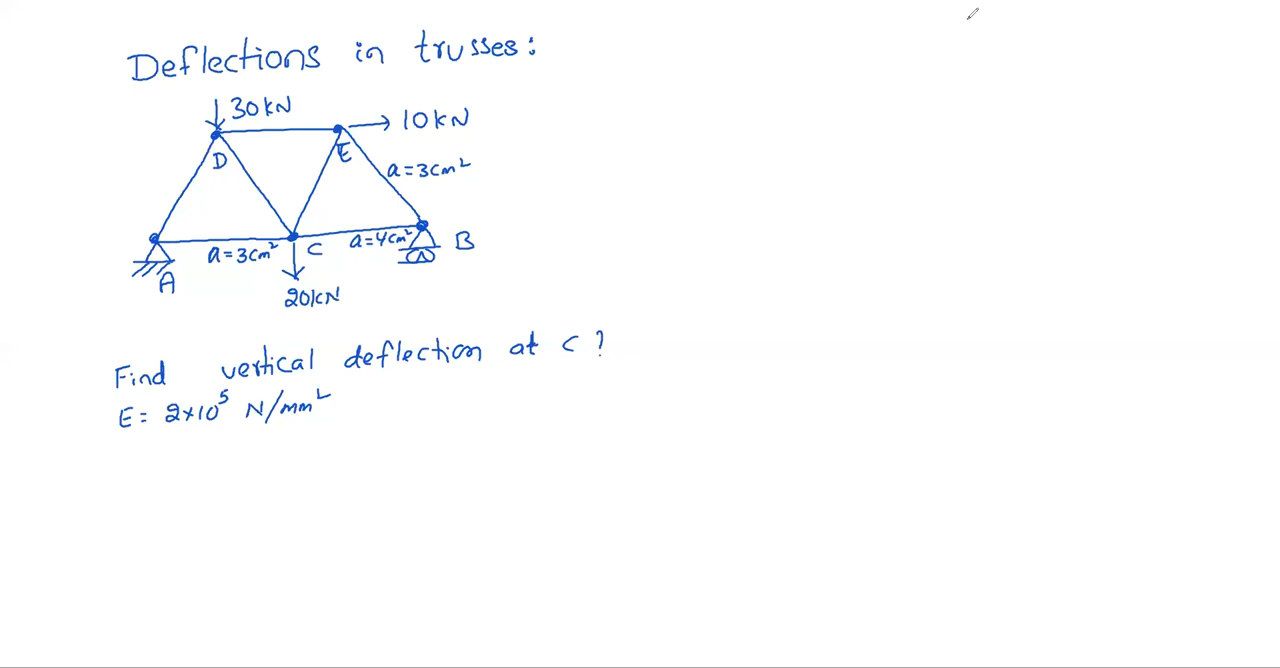 Deflections in trusses:
30KN
10KN
D
E
a=3cm²
a=3cm²
C
a=4cm²
B
A
20KN
Find vertical deflection at C?
E= 2×10⁵ N/mm²